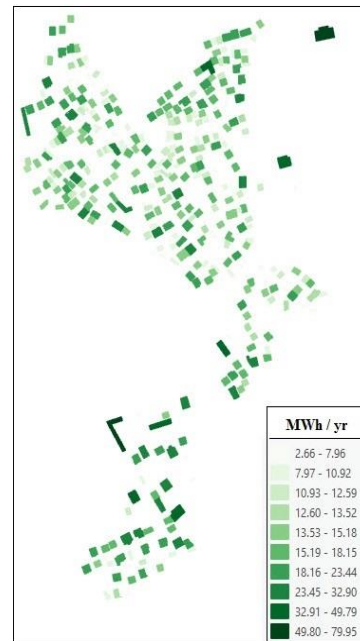 MWh / yr
2.66 - 7.96
7.97 - 10.92
10.93 - 12.59
12.60 - 13.52
13.53 - 15.18
15.19 - 18.15
18.16 - 23.44
23.45 - 32.90
32.91 - 49.79
49.80 - 79.95